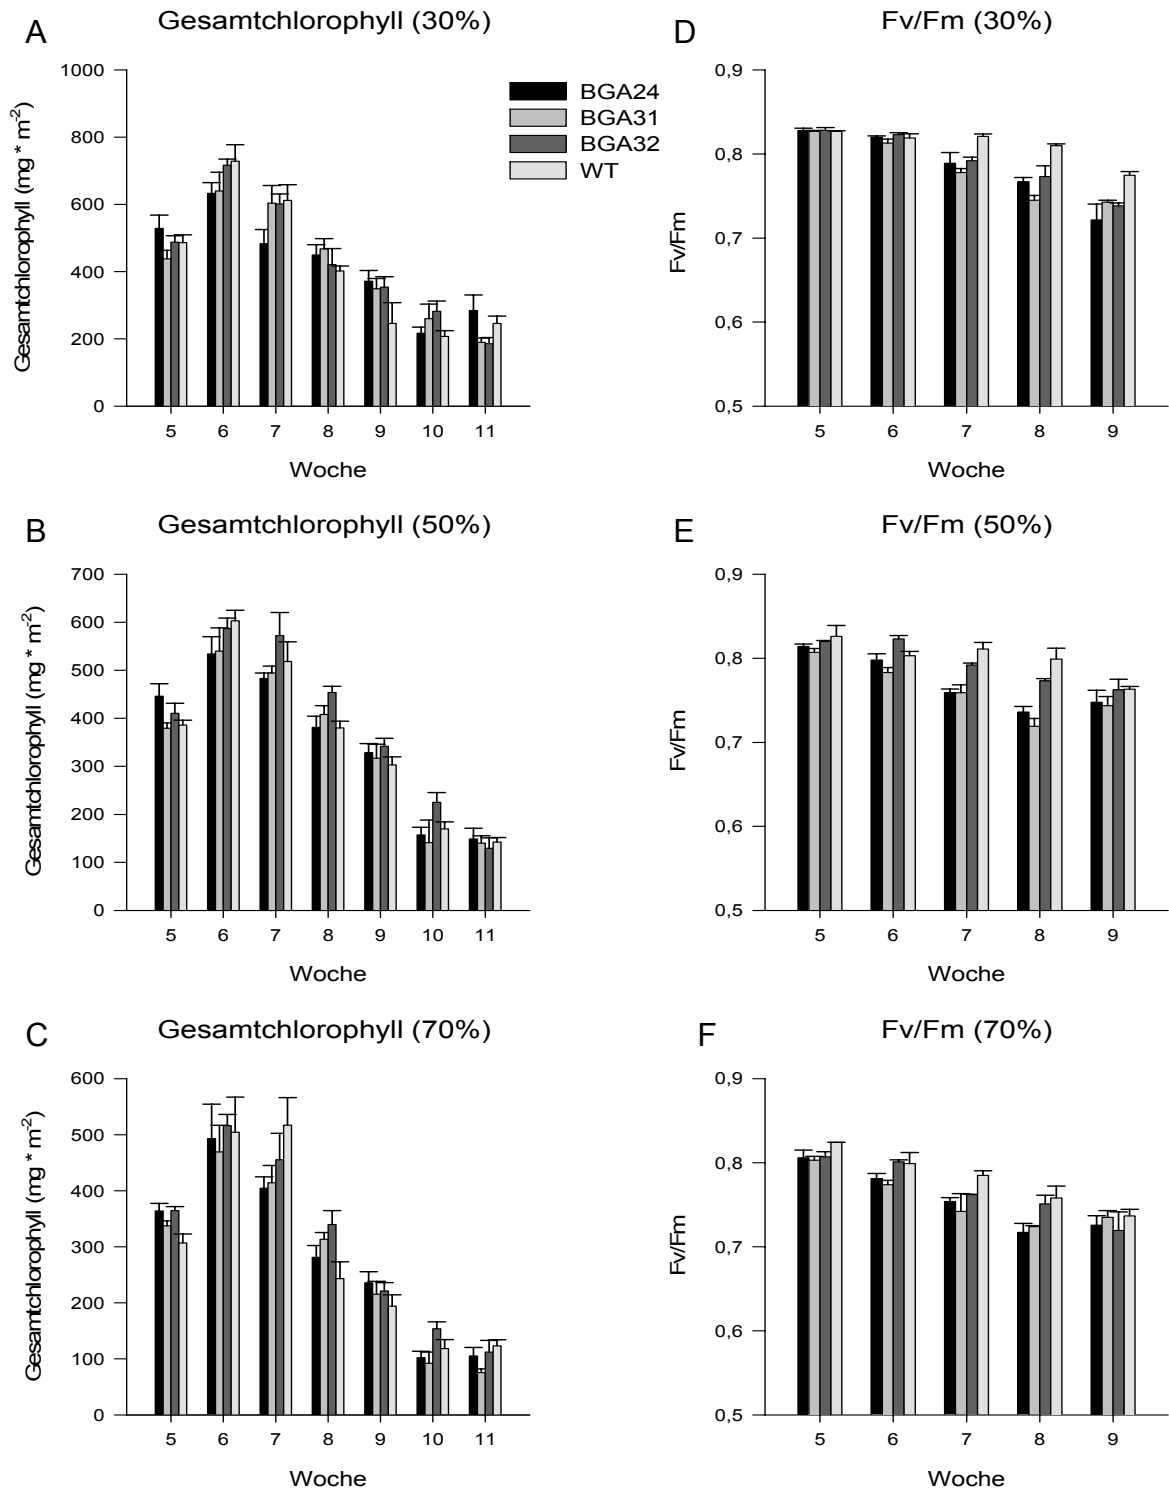 A
Gesamtchlorophyll (30%)
Gesamtchlorophyll (mg * m-2)
1000
800
600
400
200
0
5 6 7 8 9 10 11
Woche
BGA24
BGA31
BGA32
WT
D
Fv/Fm (30%)
Fv/Fm
0,9
0,8
0,7
0,6
0,5
5 6 7 8 9
Woche
B
Gesamtchlorophyll (50%)
Gesamtchlorophyll (mg * m-2)
700
600
500
400
300
200
100
0
5 6 7 8 9 10 11
Woche
E
Fv/Fm (50%)
Fv/Fm
0,9
0,8
0,7
0,6
0,5
5 6 7 8 9
Woche
C
Gesamtchlorophyll (70%)
Gesamtchlorophyll (mg * m-2)
600
500
400
300
200
100
0
5 6 7 8 9 10 11
Woche
F
Fv/Fm (70%)
Fv/Fm
0,9
0,8
0,7
0,6
0,5
5 6 7 8 9
Woche